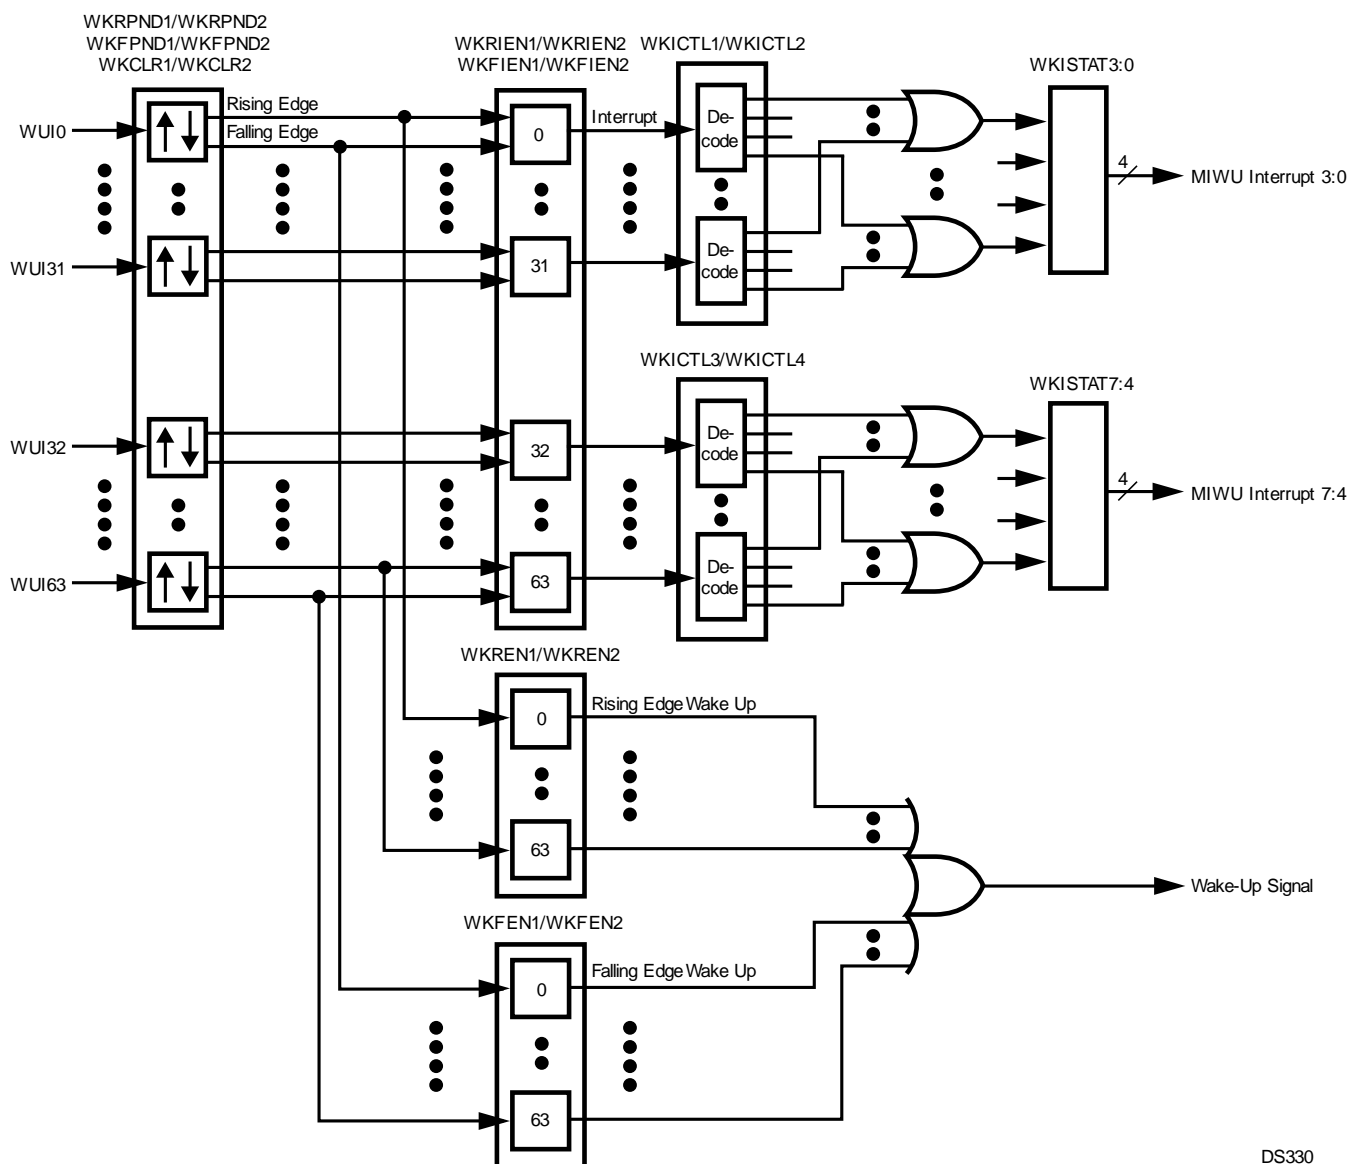 WKRPND1/WKRPND2
WKFPND1/WKFPND2
WKCLR1/WKCLR2
WKRIEN1/WKRIEN2
WKFIEN1/WKFIEN2
WKICTL1/WKICTL2
WKISTAT3:0
Rising Edge
Falling Edge
Interrupt
WUI0
0
De-
code
4
MIWU Interrupt 3:0
WUI31
31
De-
code
WKICTL3/WKICTL4
WKISTAT7:4
WUI32
32
De-
code
4
MIWU Interrupt 7:4
WUI63
63
De-
code
WKREN1/WKREN2
0
Rising Edge Wake Up
63
Wake-Up Signal
WKFEN1/WKFEN2
0
Falling Edge Wake Up
63
DS330